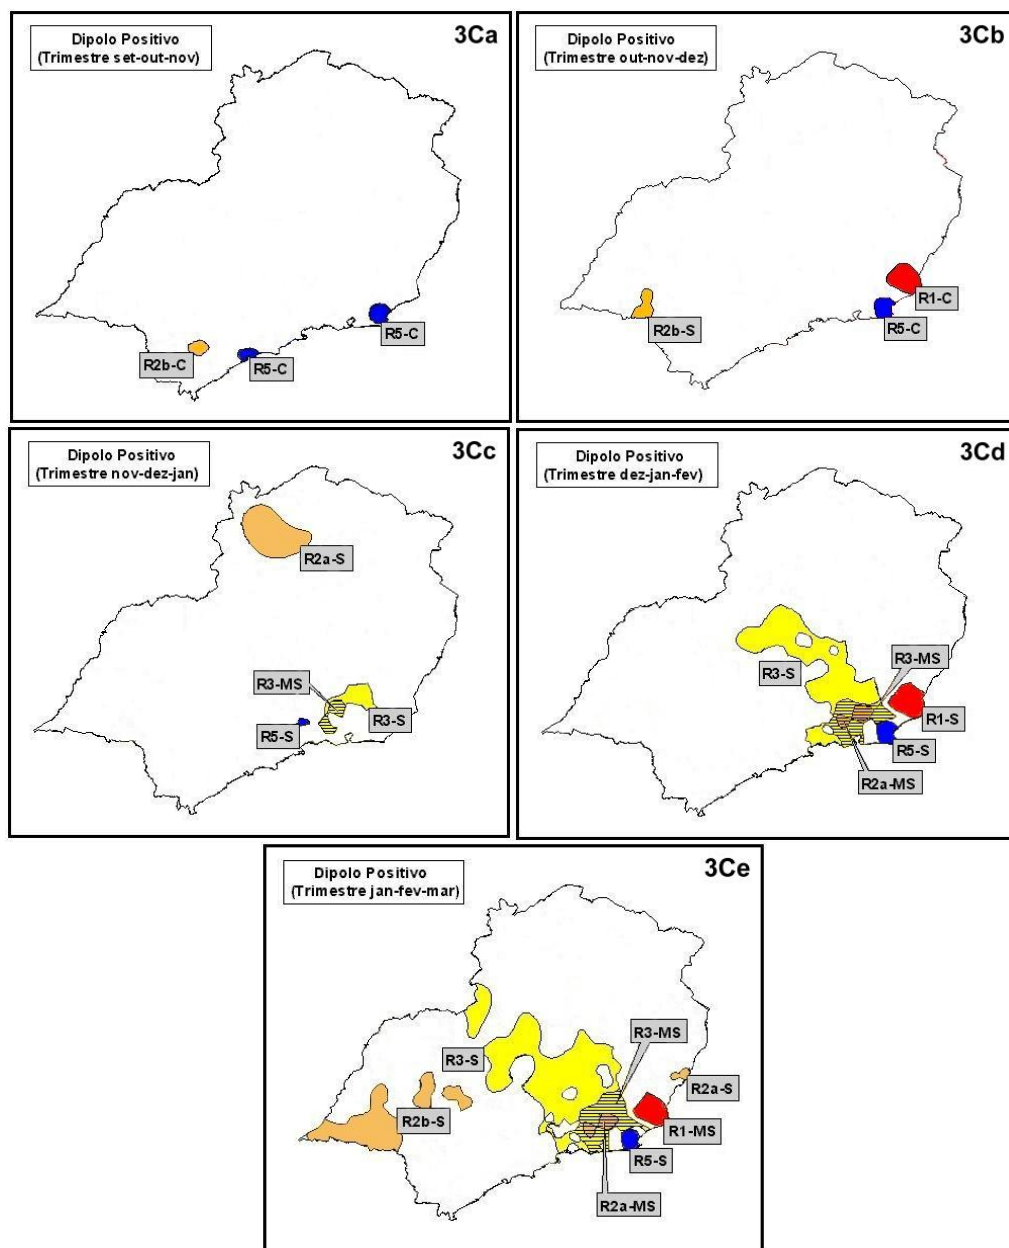 Dipolo Positivo
(Trimestre set-out-nov)
3Ca
R5-C
R2b-C
R5-C
Dipolo Positivo
(Trimestre out-nov-dez)
3Cb
R1-C
R2b-S
R5-C
Dipolo Positivo
(Trimestre nov-dez-jan)
3Cc
R2a-S
R3-MS
R3-S
R5-S
Dipolo Positivo
(Trimestre dez-jan-fev)
3Cd
R3-MS
R3-S
R1-S
R5-S
R2a-MS
Dipolo Positivo
(Trimestre jan-fev-mar)
3Ce
R3-MS
R3-S
R2a-S
R2b-S
R1-MS
R5-S
R2a-MS